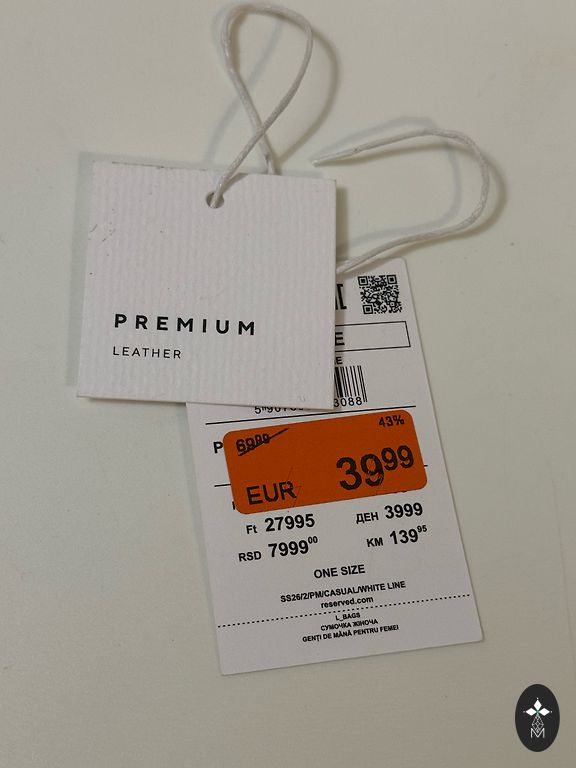 PREMIUM
LEATHER
E
E
3088
P
6999
43%
EUR 3999
Ft 27995
ДЕН 3999
RSD 799900
KM 13995
ONE SIZE
SS26/2/PM/CASUAL/WHITE LINE
reserved.com
L_BAGS
СУМОЧКА ЖІНОЧА
GENȚI DE MÂNĂ PENTRU FEMEI
M